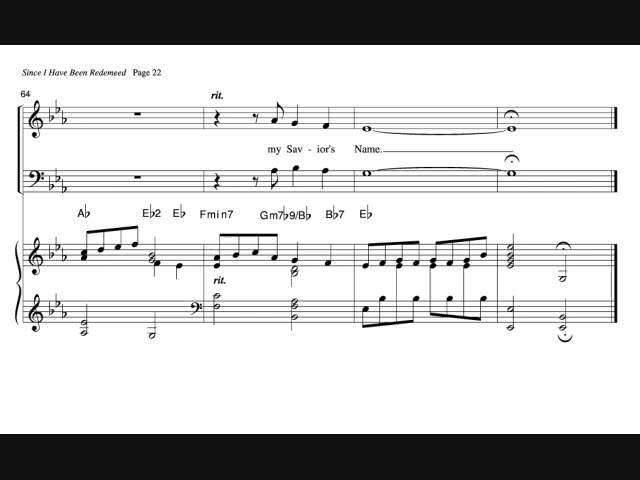 Since I Have Been Redemeed Page 22
64
rit.
my Sav - ior's Name.
A♭ E♭2 E♭ Fmin7 Gm7♭9/B♭ B♭7 E♭
rit.